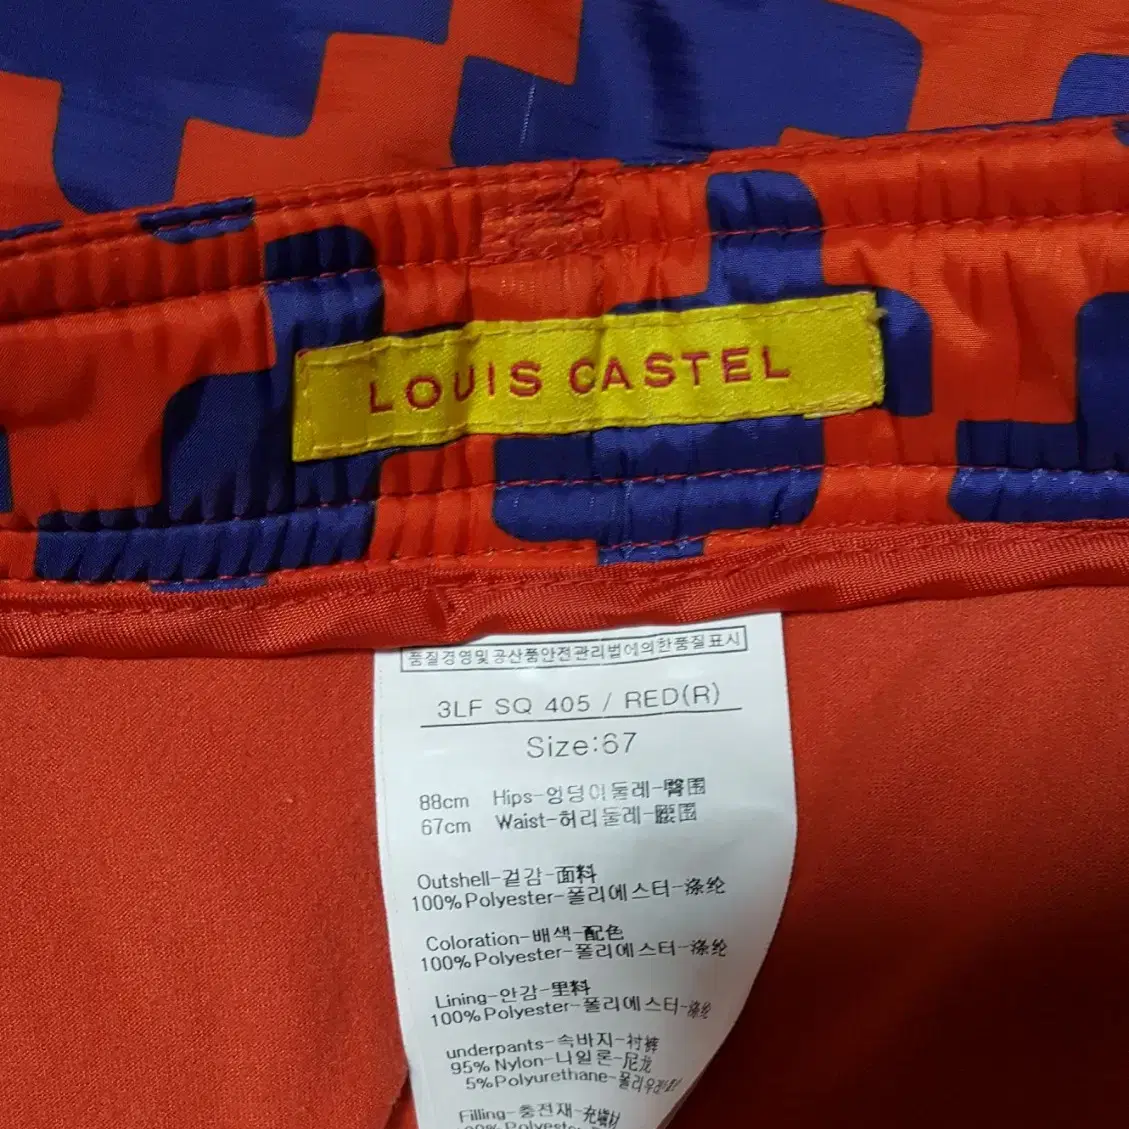 LOUIS CASTEL
품질경영및공산품안전관리법에의한품질표시
3LF SQ 405 / RED(R)
Size:67
88cm Hips-엉덩이둘레-臀围
67cm Waist-허리둘레-腰围
Outshell-겉감-面料
100% Polyester-폴리에스터-涤纶
Coloration-배색-配色
100% Polyester-폴리에스터-涤纶
Lining-안감-里料
100% Polyester-폴리에스터-涤纶
underpants-속바지-衬裤
95% Nylon-나일론-尼龙
5% Polyurethane-폴리우레탄
Filling-충전재-充填材